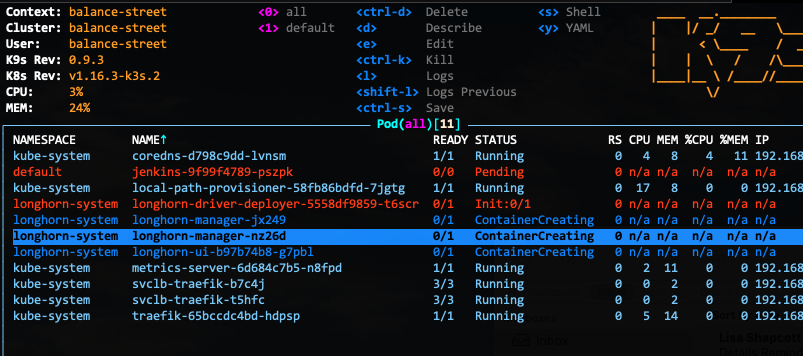 Context: balance-street <0> all <ctrl-d> Delete <s> Shell
Cluster: balance-street <1> default <d> Describe <y> YAML
User: balance-street <e> Edit
K9s Rev: 0.9.3 <ctrl-k> Kill
K8s Rev: v1.16.3-k3s.2 <l> Logs
CPU: 3% <shift-l> Logs Previous
MEM: 24% <ctrl-s> Save
Pod(all)[11]
NAMESPACE NAME↑ READY STATUS RS CPU MEM %CPU %MEM IP
kube-system coredns-d798c9dd-lvnsm 1/1 Running 0 4 8 4 11 192.168
default jenkins-9f99f4789-pszpk 0/0 Pending 0 n/a n/a n/a n/a n/a
kube-system local-path-provisioner-58fb86bdfd-7jgtg 1/1 Running 0 17 8 0 0 192.168
longhorn-system longhorn-driver-deployer-5558df9859-t6scr 0/1 Init:0/1 0 n/a n/a n/a n/a n/a
longhorn-system longhorn-manager-jx249 0/1 ContainerCreating 0 n/a n/a n/a n/a n/a
longhorn-system longhorn-manager-nz26d 0/1 ContainerCreating 0 n/a n/a n/a n/a n/a
longhorn-system longhorn-ui-b97b74b8-g7pbl 0/1 ContainerCreating 0 n/a n/a n/a n/a n/a
kube-system metrics-server-6d684c7b5-n8fpd 1/1 Running 0 2 11 0 0 192.168
kube-system svclb-traefik-b7c4j 3/3 Running 0 0 2 0 0 192.168
kube-system svclb-traefik-t5hfc 3/3 Running 0 0 2 0 0 192.168
kube-system traefik-65bccdc4bd-hdpsp 1/1 Running 0 5 14 0 0 192.168
Inbox
Lisa Shapcott